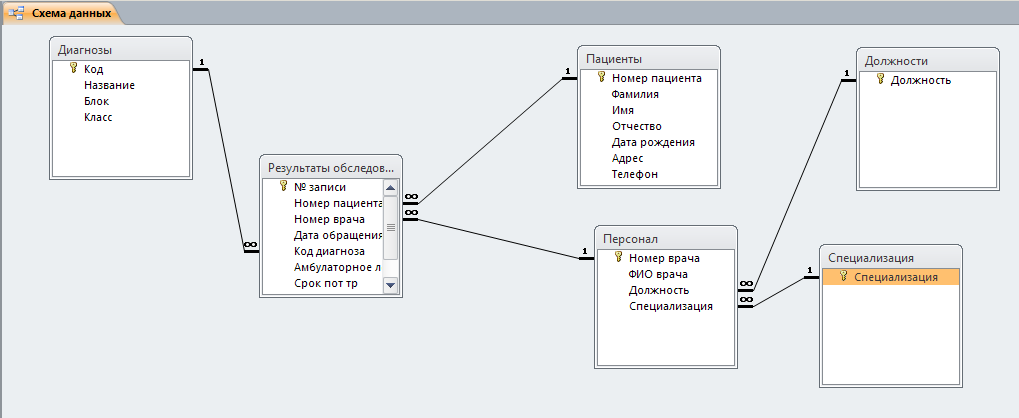 Схема данных
Диагнозы
Код
Название
Блок
Класс
1
∞
Результаты обследов...
№ записи
Номер пациента
Номер врача
Дата обращения
Код диагноза
Амбулаторное л
Срок пот тр
∞
∞
Пациенты
1
Номер пациента
Фамилия
Имя
Отчество
Дата рождения
Адрес
Телефон
Персонал
1
Номер врача
ФИО врача
Должность
Специализация
∞
∞
Должности
1
Должность
Специализация
1
Специализация